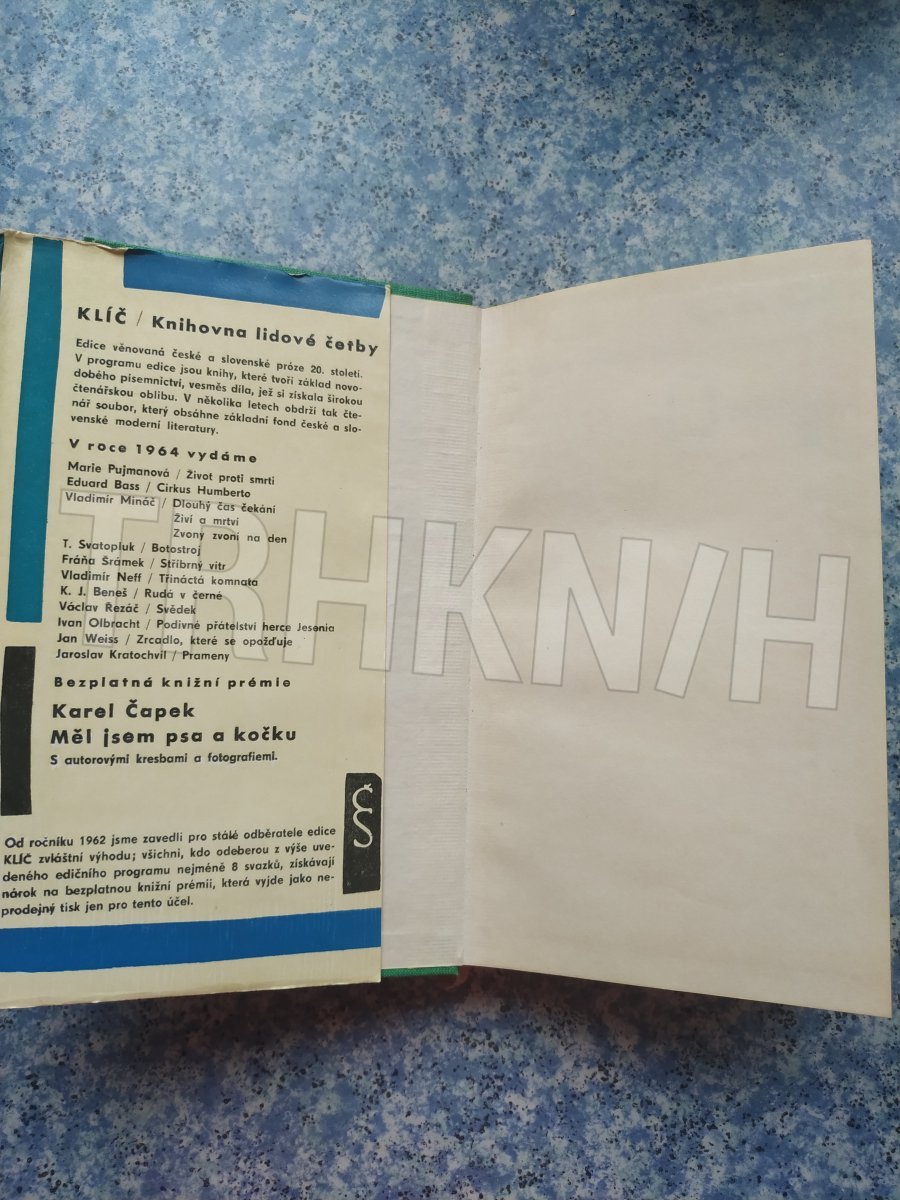 KLÍČ / Knihovna lidové četby
Edice věnovaná české a slovenské próze 20. století.
V programu edice jsou knihy, které tvoří základ novo-
dobého písemnictví, vesměs díla, jež si získala širokou
čtenářskou oblibu. V několika letech obdrží tak čte-
nář soubor, který obsáhne základní fond české a slo-
venské moderní literatury.
V roce 1964 vydáme
Marie Pujmanová / Život proti smrti
Eduard Bass / Cirkus Humberto
Vladimír Mináč / Dlouhý čas čekání
Živí a mrtví
Zvony zvoní na den
T. Svatopluk / Botostroj
Fráňa Šrámek / Stříbrný vítr
Vladimír Neff / Třináctá komnata
K. J. Beneš / Rudá v černé
Václav Řezáč / Svědek
Ivan Olbracht / Podivné přátelství herce Jesenia
Jan Weiss / Zrcadlo, které se opožďuje
Jaroslav Kratochvíl / Prameny
Bezplatná knižní prémie
Karel Čapek
Měl jsem psa a kočku
S autorovými kresbami a fotografiemi.
ČS
Od ročníku 1962 jsme zavedli pro stálé odběratele edice
KLÍČ zvláštní výhodu; všichni, kdo odeberou z výše uve-
deného edičního programu nejméně 8 svazků, získávají
nárok na bezplatnou knižní prémii, která vyjde jako ne-
prodejný tisk jen pro tento účel.
TRHKN/H